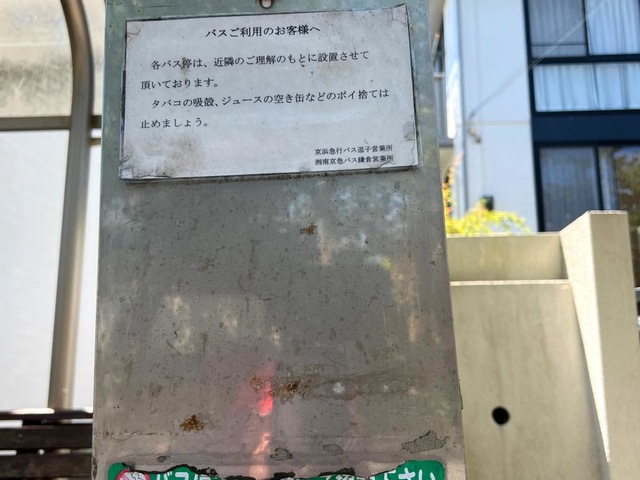 バスご利用のお客様へ
各バス停は、近隣のご理解のもとに設置させて
頂いております。
タバコの吸殻、ジュースの空き缶などのポイ捨ては
止めましょう。
京浜急行バス逗子営業所
湘南京急バス鎌倉営業所